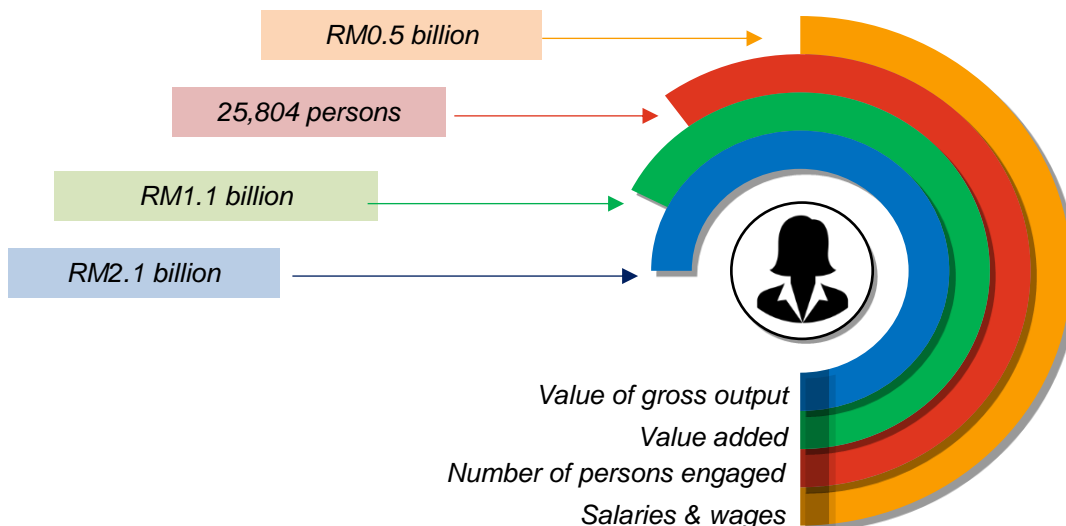 RM0.5 billion
25,804 persons
RM1.1 billion
RM2.1 billion
Value of gross output
Value added
Number of persons engaged
Salaries & wages